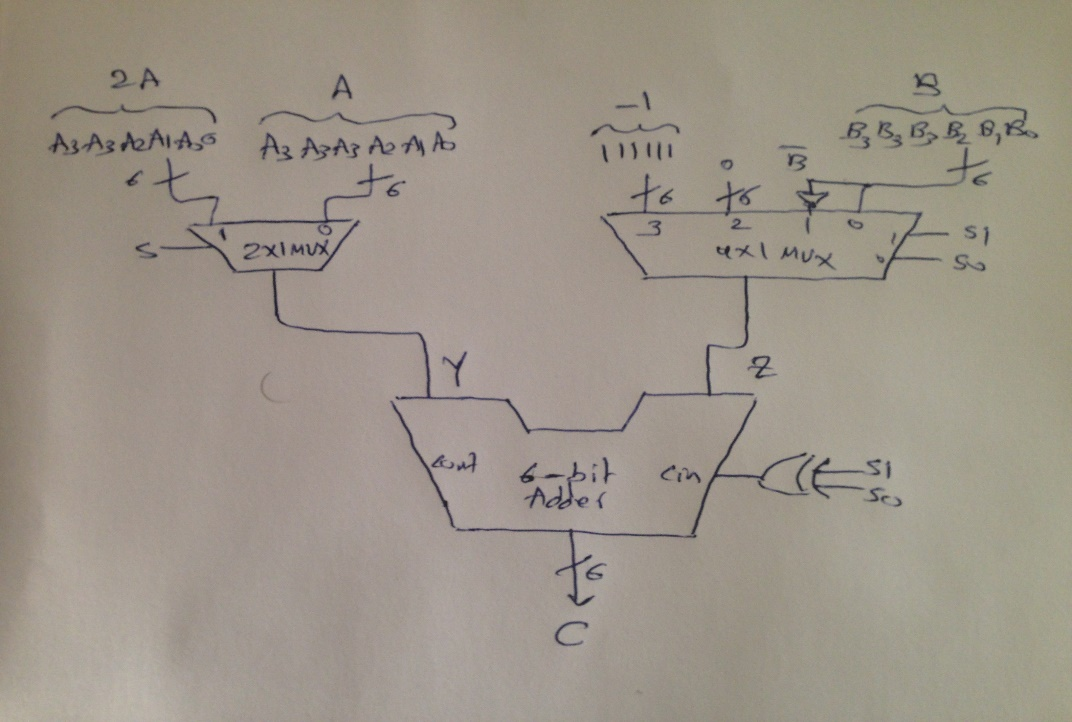 2A A -1 B
A3A3A2A1A00 A3A3A3A2A1A0 111111 0 B̅ B3B3B3B2B1B0
6 6 6 6 6
1 0 3 2 1 0
S 2X1MUX 4X1 MUX 1 S1
0 S0
Y Z
Cout 6-bit Cin S1
Adder S0
6
C